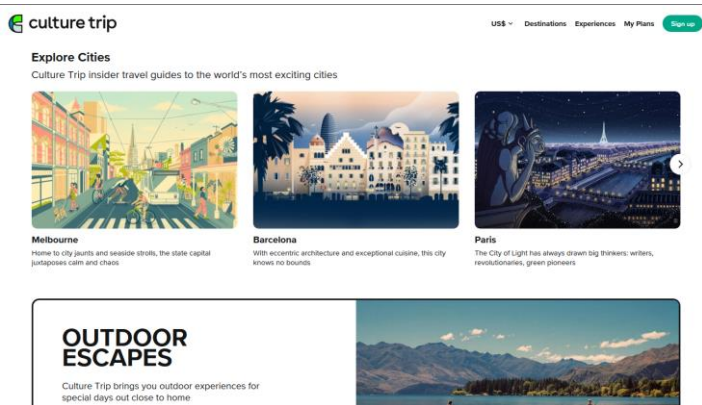 culture trip
US$
Destinations
Experiences
My Plans
Sign up
Explore Cities
Culture Trip insider travel guides to the world's most exciting cities
Melbourne
Home to city jaunts and seaside strolls, the state capital
juxtaposes calm and chaos
Barcelona
With eccentric architecture and exceptional cuisine, this city
knows no bounds
Paris
The City of Light has always drawn big thinkers: writers,
revolutionaries, green pioneers
OUTDOOR
ESCAPES
Culture Trip brings you outdoor experiences for
special days out close to home